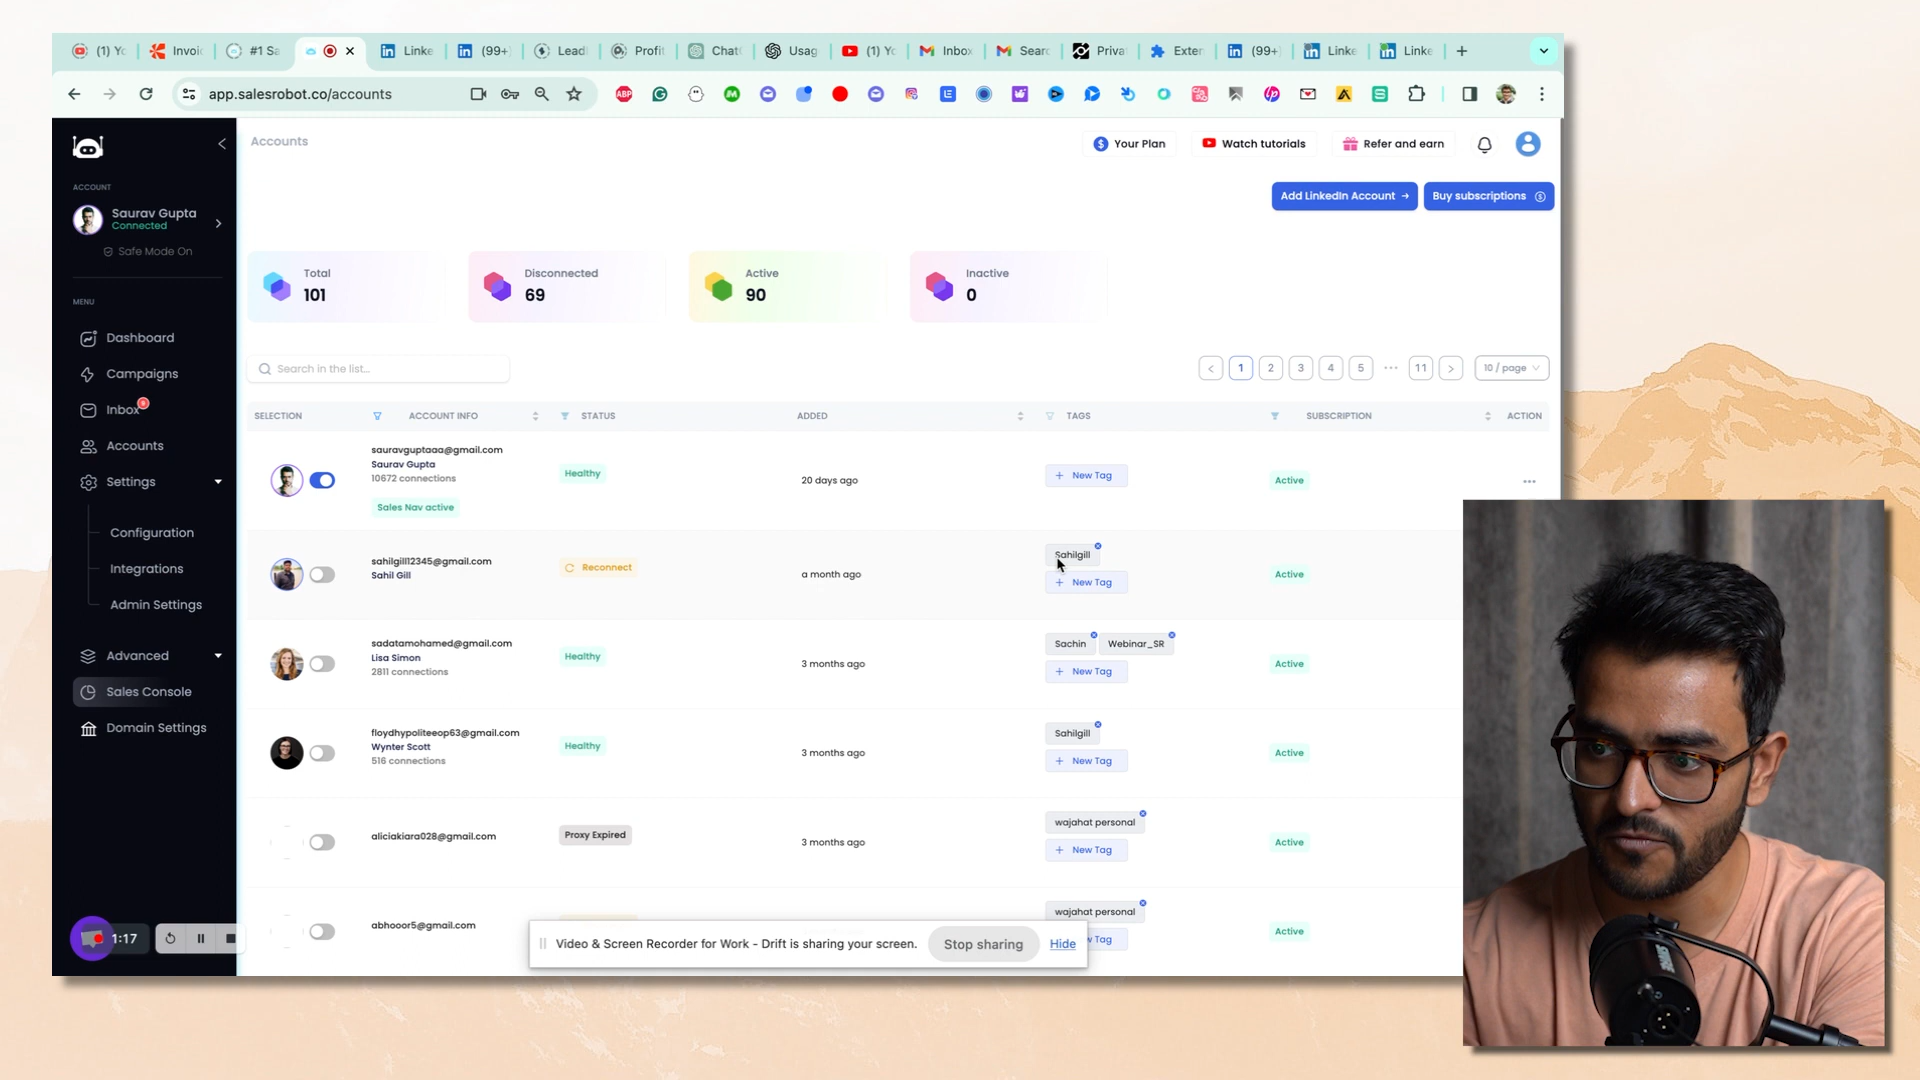 (1) Yo
Invoi
#1 Sa
Linke
(99+)
Leadl
Profit
Chat
Usag
(1) Yo
Inbox
Searc
Priva
Exten
(99+)
Linke
Linke
app.salesrobot.co/accounts
ABP
Accounts
Your Plan
Watch tutorials
Refer and earn
ACCOUNT
Saurav Gupta
Connected
Safe Mode On
Add LinkedIn Account →
Buy subscriptions
Total
101
Disconnected
69
Active
90
Inactive
0
MENU
Dashboard
Campaigns
Inbox
Accounts
Settings
Configuration
Integrations
Admin Settings
Advanced
Sales Console
Domain Settings
Search in the list...
< 1 2 3 4 5 ••• 11 >
10 / page
SELECTION ACCOUNT INFO STATUS ADDED TAGS SUBSCRIPTION ACTION
sauravguptaaa@gmail.com
Saurav Gupta
10672 connections
Sales Nav active
Healthy
20 days ago
+ New Tag
Active
•••
sahilgill12345@gmail.com
Sahil Gill
Reconnect
a month ago
Sahilgill
+ New Tag
Active
sadatamohamed@gmail.com
Lisa Simon
2811 connections
Healthy
3 months ago
Sachin
Webinar_SR
+ New Tag
Active
floydhypoliteeop63@gmail.com
Wynter Scott
516 connections
Healthy
3 months ago
Sahilgill
+ New Tag
Active
aliciakiara028@gmail.com
Proxy Expired
3 months ago
wajahat personal
+ New Tag
Active
abhooor5@gmail.com
wajahat personal
w Tag
Active
1:17
Video & Screen Recorder for Work - Drift is sharing your screen.
Stop sharing
Hide